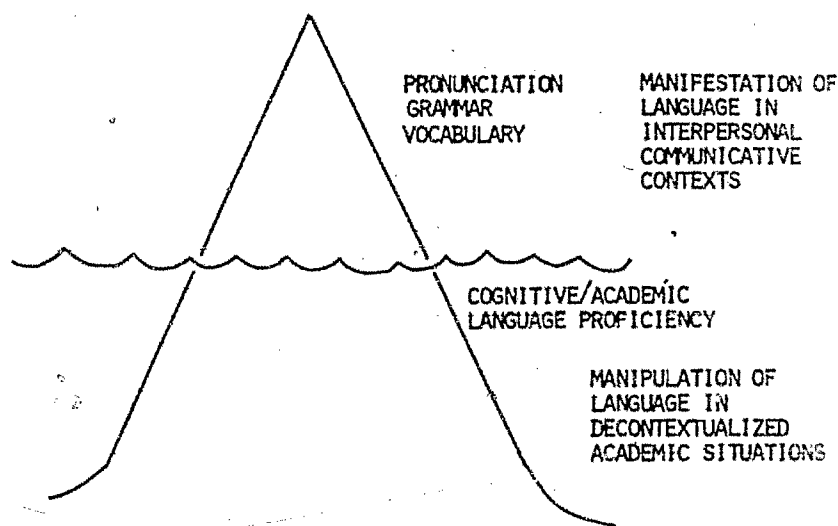 PRONUNCIATION
GRAMMAR
VOCABULARY
MANIFESTATION OF
LANGUAGE IN
INTERPERSONAL
COMMUNICATIVE
CONTEXTS
COGNITIVE/ACADEMIC
LANGUAGE PROFICIENCY
MANIPULATION OF
LANGUAGE IN
DECONTEXTUALIZED
ACADEMIC SITUATIONS